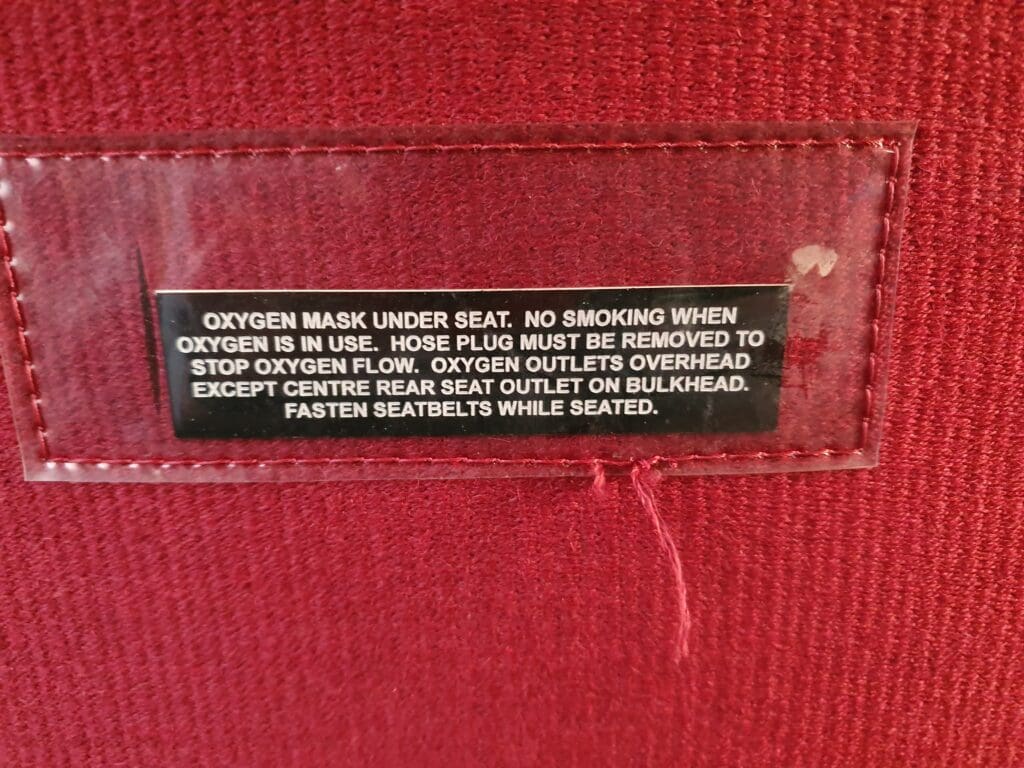 OXYGEN MASK UNDER SEAT. NO SMOKING WHEN
OXYGEN IS IN USE. HOSE PLUG MUST BE REMOVED TO
STOP OXYGEN FLOW. OXYGEN OUTLETS OVERHEAD
EXCEPT CENTRE REAR SEAT OUTLET ON BULKHEAD.
FASTEN SEATBELTS WHILE SEATED.